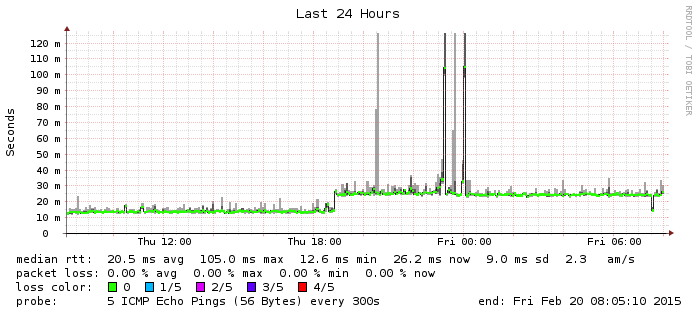 Last 24 Hours
RRDTOOL / TOBI OETIKER
Seconds
120 m
110 m
100 m
90 m
80 m
70 m
60 m
50 m
40 m
30 m
20 m
10 m
0
Thu 12:00 Thu 18:00 Fri 00:00 Fri 06:00
median rtt: 20.5 ms avg 105.0 ms max 12.6 ms min 26.2 ms now 9.0 ms sd 2.3 am/s
packet loss: 0.00 % avg 0.00 % max 0.00 % min 0.00 % now
loss color: 0 1/5 2/5 3/5 4/5
probe: 5 ICMP Echo Pings (56 Bytes) every 300s end: Fri Feb 20 08:05:10 2015